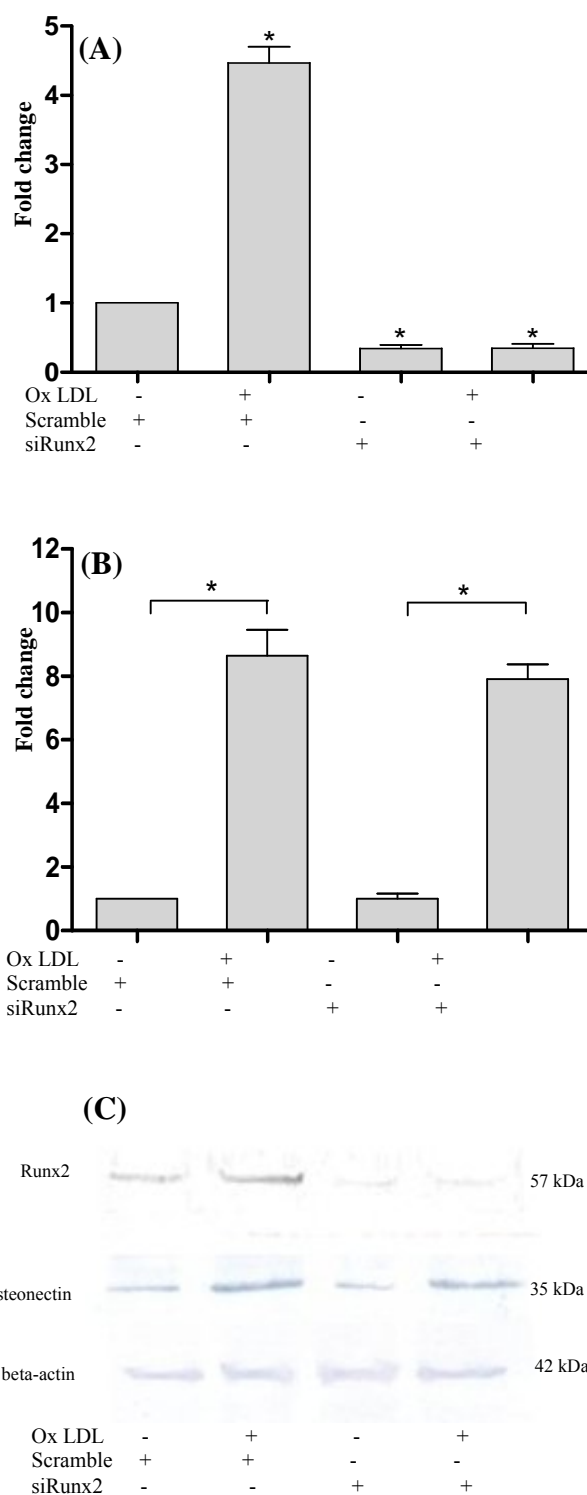 (A)
Fold change
5
4
3
2
1
0
*
*
*
Ox LDL - + - +
Scramble + + - -
siRunx2 - - + +
(B)
Fold change
12
10
8
6
4
2
0
*
*
Ox LDL - + - +
Scramble + + - -
siRunx2 - - + +
(C)
Runx2 57 kDa
steonectin 35 kDa
beta-actin 42 kDa
Ox LDL - + - +
Scramble + + - -
siRunx2 - - + +